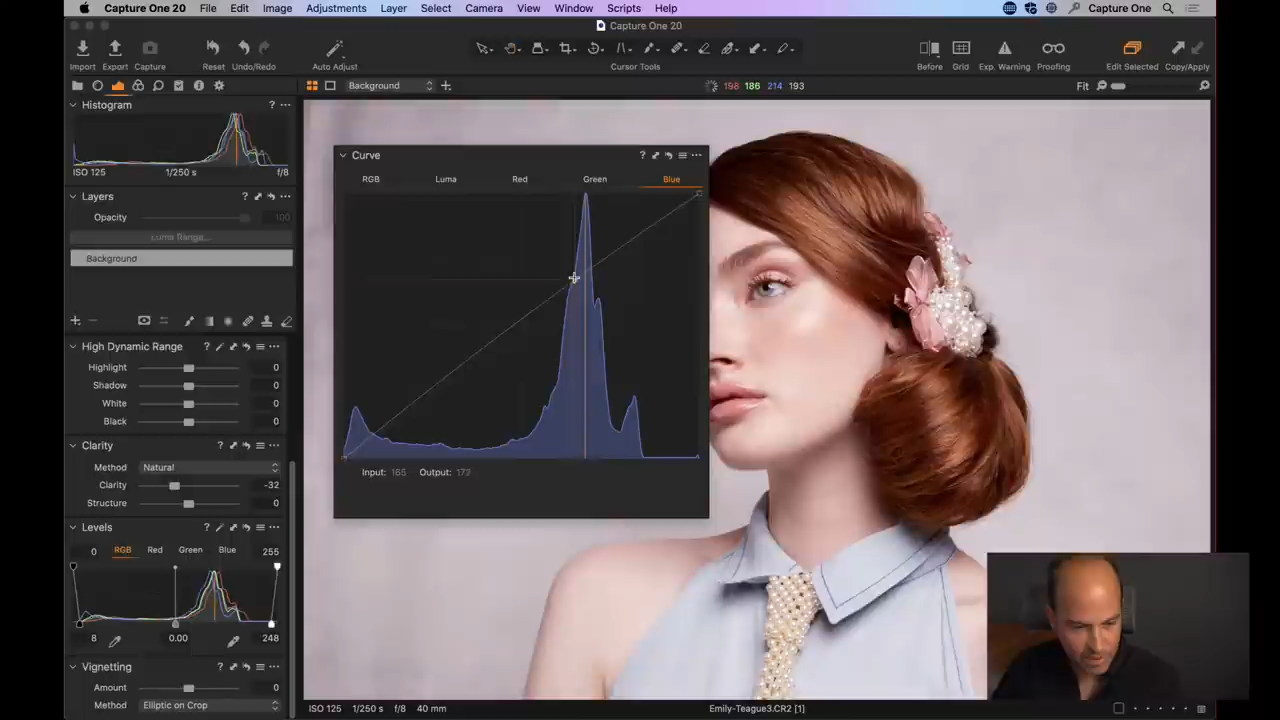 Capture One 20 File Edit Image Adjustments Layer Select Camera View Window Scripts Help Capture One
Capture One 20
Import Export Capture Reset Undo/Redo Auto Adjust Cursor Tools Before Grid Exp. Warning Proofing Edit Selected Copy/Apply
Background 198 186 214 193 Fit
Histogram ? ...
ISO 125 1/250 s f/8
Layers ?
Opacity 100
Luma Range...
Background
High Dynamic Range ? ...
Highlight 0
Shadow 0
White 0
Black 0
Clarity ? ...
Method Natural
Clarity -32
Structure 0
Levels ? ...
0 RGB Red Green Blue 255
8 0.00 248
Vignetting ? ...
Amount 0
Method Elliptic on Crop
Curve ? ...
RGB Luma Red Green Blue
Input: 165 Output: 173
ISO 125 1/250 s f/8 40 mm Emily-Teague3.CR2 [1]